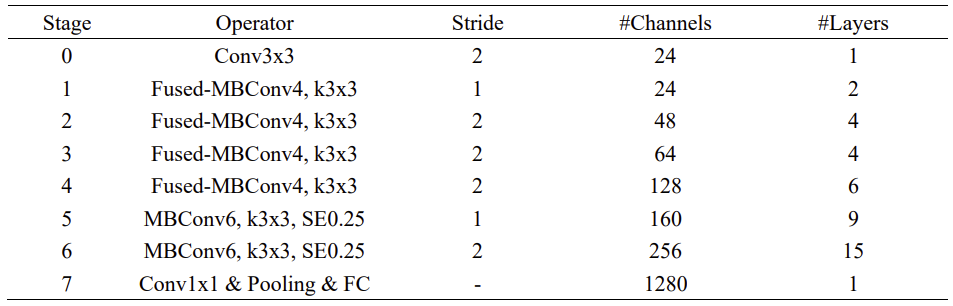 Stage Operator Stride #Channels #Layers
0 Conv3x3 2 24 1
1 Fused-MBConv4, k3x3 1 24 2
2 Fused-MBConv4, k3x3 2 48 4
3 Fused-MBConv4, k3x3 2 64 4
4 Fused-MBConv4, k3x3 2 128 6
5 MBConv6, k3x3, SE0.25 1 160 9
6 MBConv6, k3x3, SE0.25 2 256 15
7 Conv1x1 & Pooling & FC - 1280 1